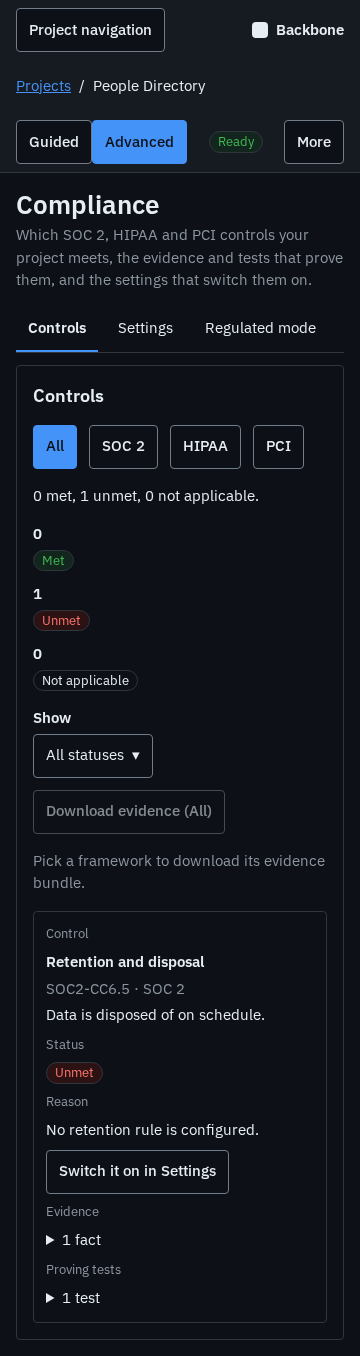 Project navigation
Backbone
Projects / People Directory
Guided
Advanced
Ready
More
Compliance
Which SOC 2, HIPAA and PCI controls your
project meets, the evidence and tests that prove
them, and the settings that switch them on.
Controls
Settings
Regulated mode
Controls
All
SOC 2
HIPAA
PCI
0 met, 1 unmet, 0 not applicable.
0
Met
1
Unmet
0
Not applicable
Show
All statuses ▾
Download evidence (All)
Pick a framework to download its evidence
bundle.
Control
Retention and disposal
SOC2-CC6.5 · SOC 2
Data is disposed of on schedule.
Status
Unmet
Reason
No retention rule is configured.
Switch it on in Settings
Evidence
▶ 1 fact
Proving tests
▶ 1 test